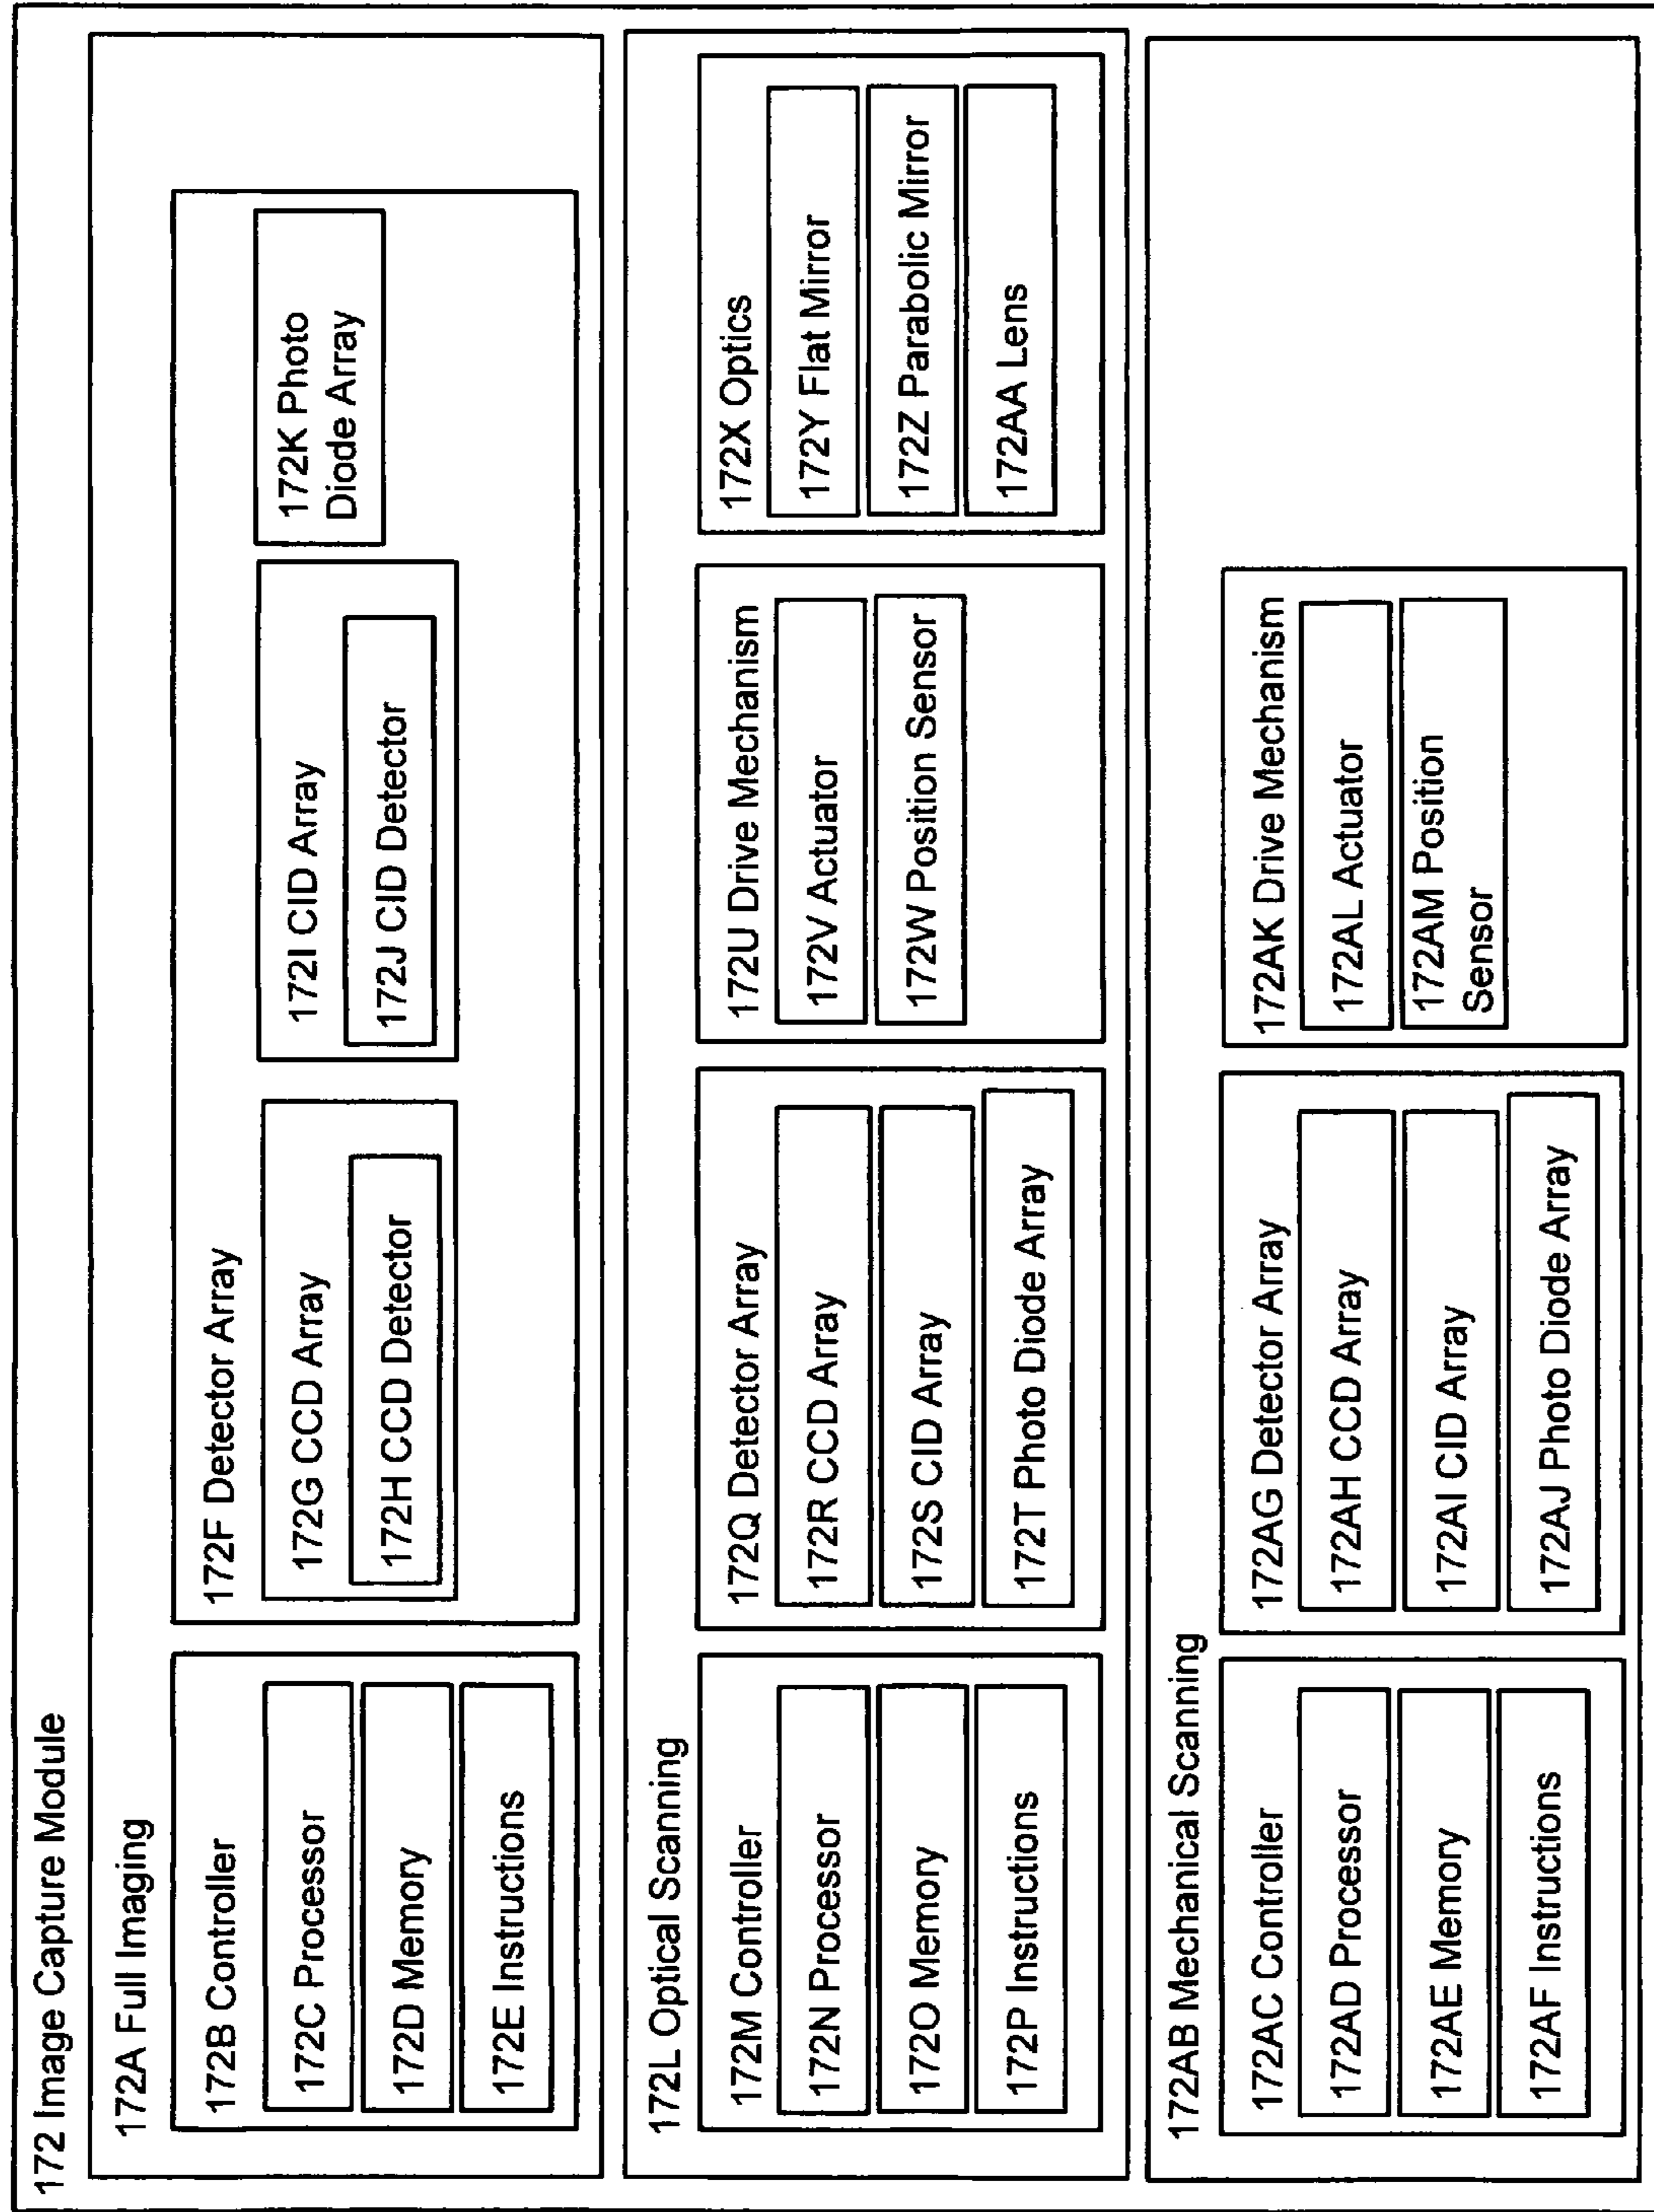 172 Image Capture Module
172A Full Imaging
172B Controller
172C Processor
172D Memory
172E Instructions
172F Detector Array
172G CCD Array
172H CCD Detector
172I CID Array
172J CID Detector
172K Photo
Diode Array
172L Optical Scanning
172M Controller
172N Processor
172O Memory
172P Instructions
172Q Detector Array
172R CCD Array
172S CID Array
172T Photo Diode Array
172U Drive Mechanism
172V Actuator
172W Position Sensor
172X Optics
172Y Flat Mirror
172Z Parabolic Mirror
172AA Lens
172AB Mechanical Scanning
172AC Controller
172AD Processor
172AE Memory
172AF Instructions
172AG Detector Array
172AH CCD Array
172AI CID Array
172AJ Photo Diode Array
172AK Drive Mechanism
172AL Actuator
172AM Position
Sensor